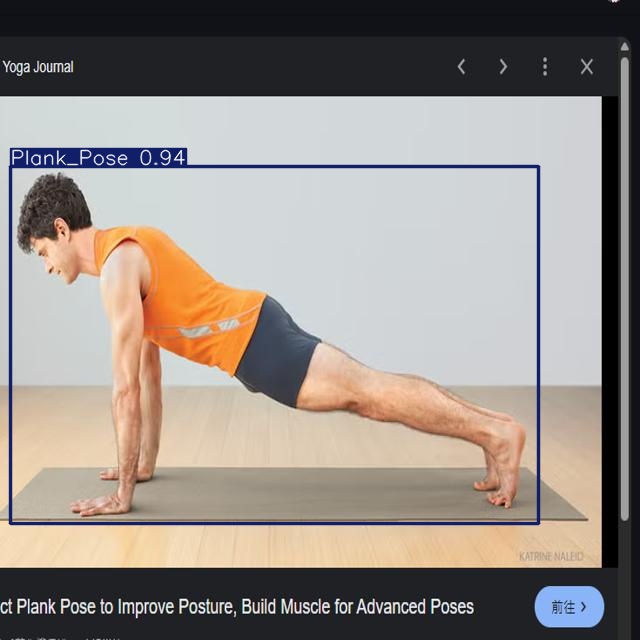 Yoga Journal
Plank_Pose 0.94
KATRINE NALEID
ct Plank Pose to Improve Posture, Build Muscle for Advanced Poses
前往